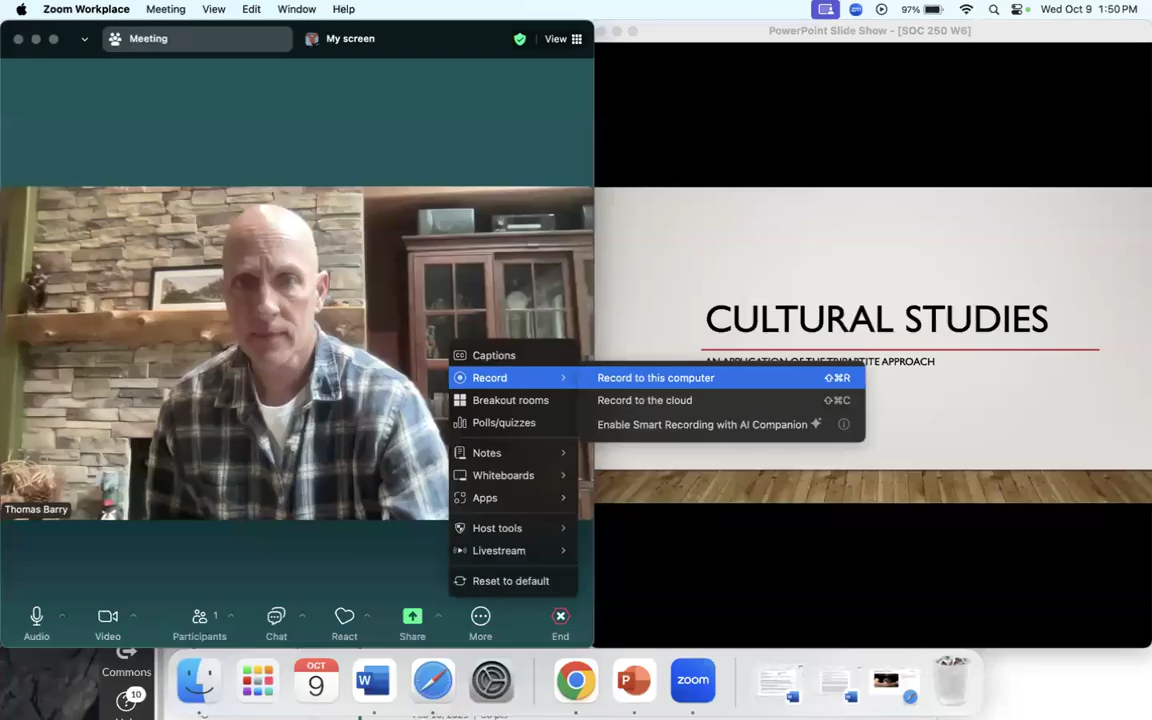 Zoom Workplace Meeting View Edit Window Help
zm 97% Wed Oct 9 1:50 PM
Meeting
My screen
View
PowerPoint Slide Show - [SOC 250 W6]
CULTURAL STUDIES
AN APPLICATION OF THE TRIPARTITE APPROACH
CC Captions
Record
Breakout rooms
Polls/quizzes
Notes
Whiteboards
Apps
Host tools
Livestream
Reset to default
Record to this computer ⇧⌘R
Record to the cloud ⇧⌘C
Enable Smart Recording with AI Companion
Thomas Barry
1
Audio Video Participants Chat React Share More End
Commons
10
OCT
9
W
P
zoom